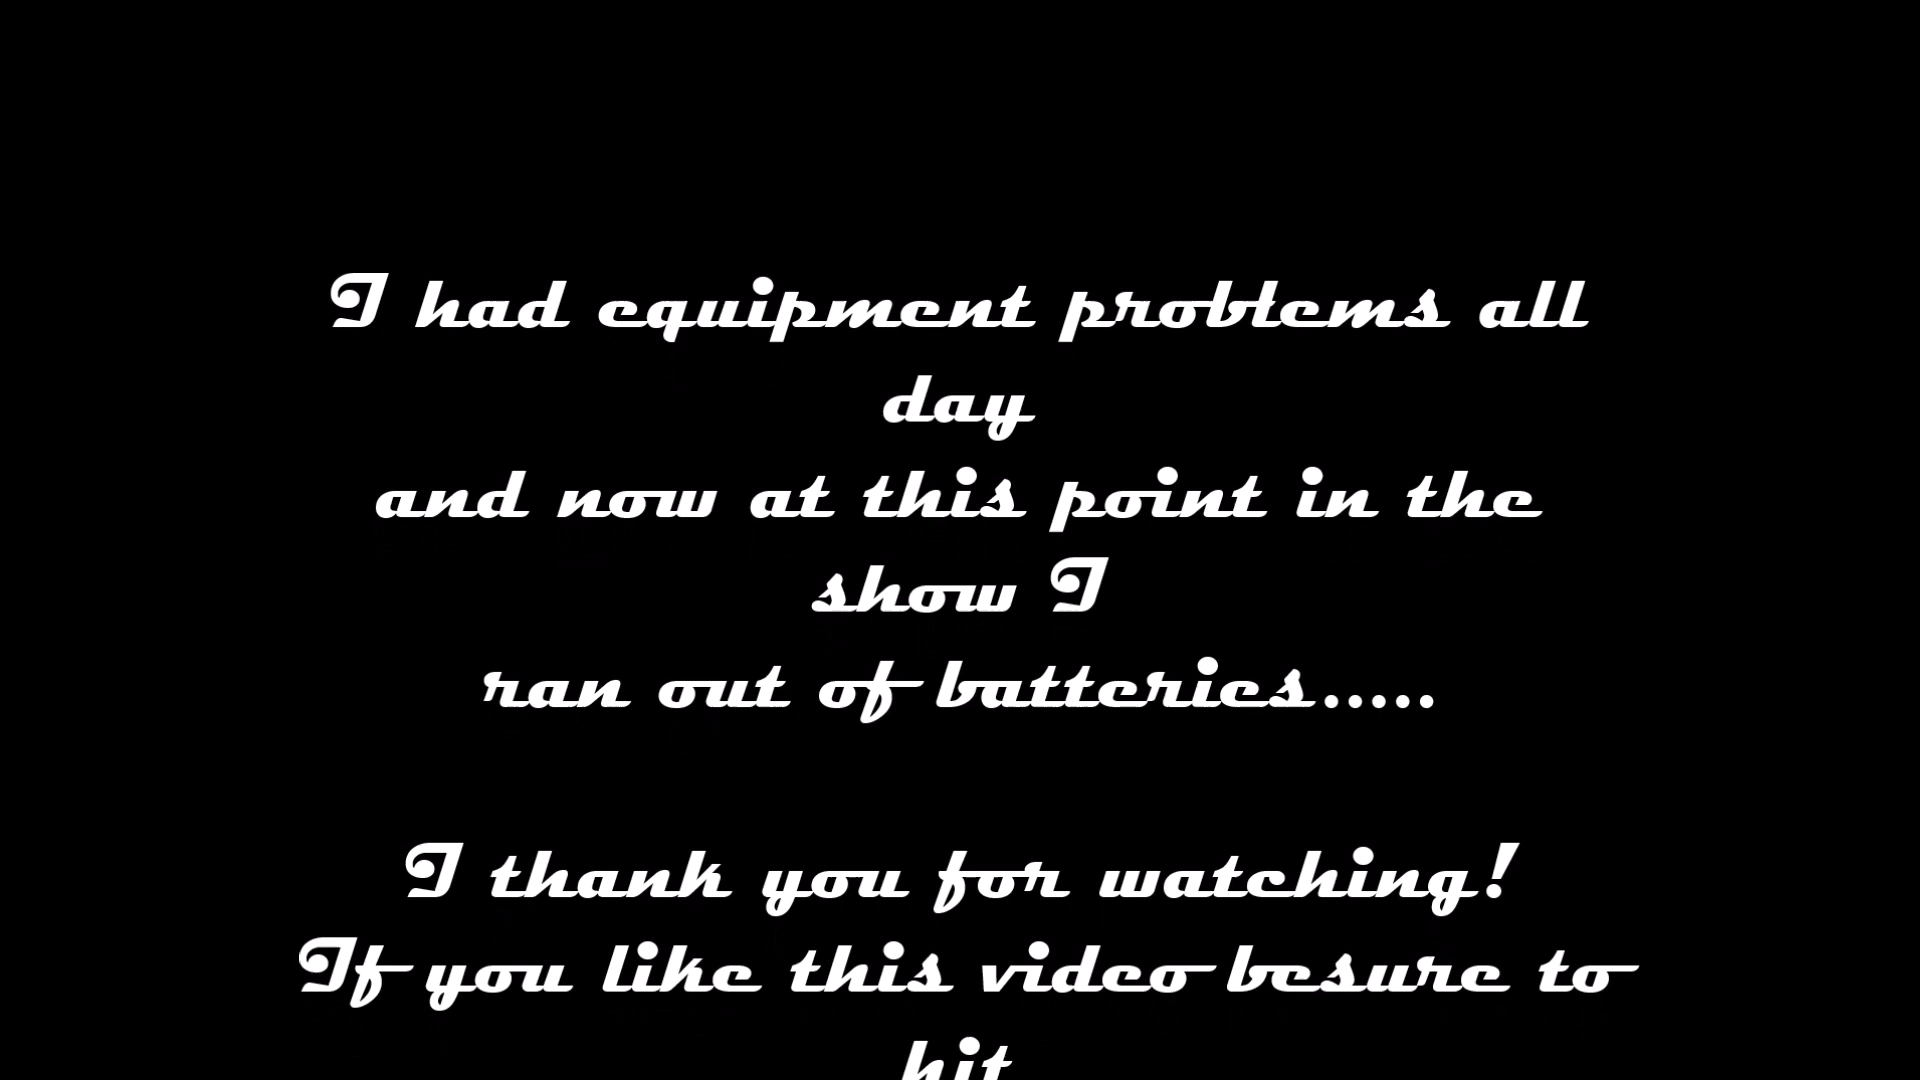 I had equipment problems all
day
and now at this point in the
show I
ran out of batteries.....
I thank you for watching!
If you like this video besure to
hit